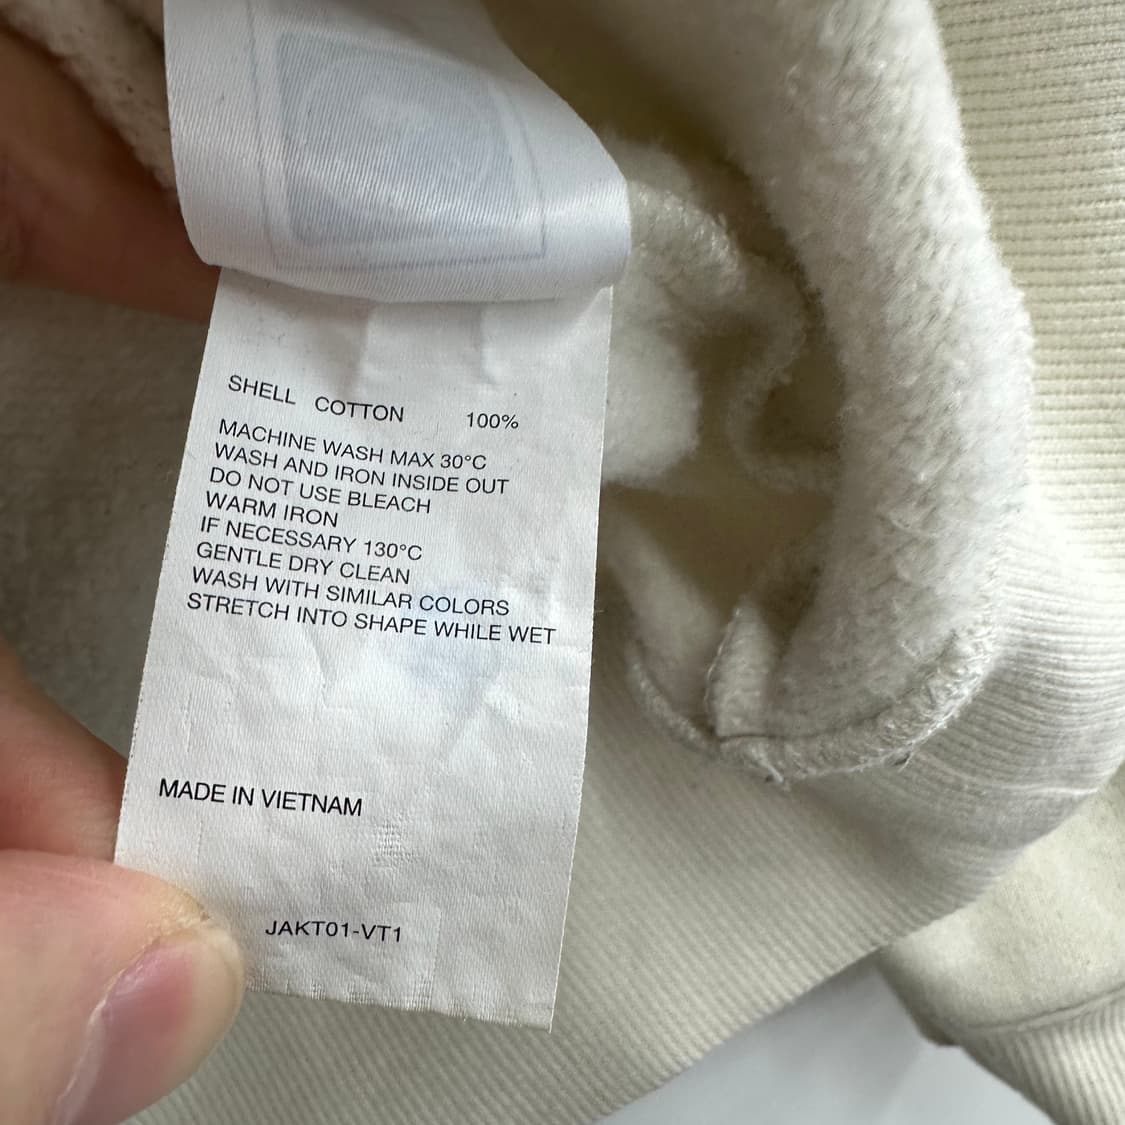 SHELL COTTON 100%
MACHINE WASH MAX 30°C
WASH AND IRON INSIDE OUT
DO NOT USE BLEACH
WARM IRON
IF NECESSARY 130°C
GENTLE DRY CLEAN
WASH WITH SIMILAR COLORS
STRETCH INTO SHAPE WHILE WET
MADE IN VIETNAM
JAKT01-VT1